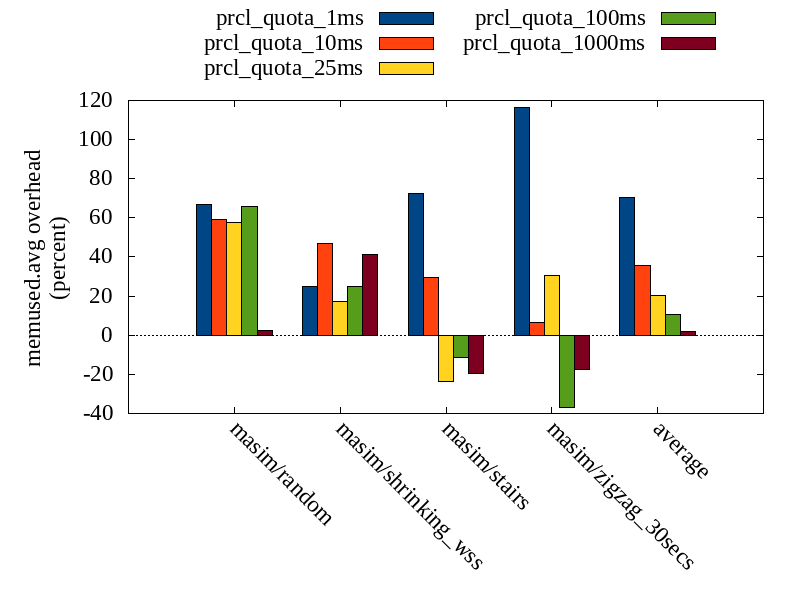 prcl_quota_1ms
prcl_quota_10ms
prcl_quota_25ms
prcl_quota_100ms
prcl_quota_1000ms
memused.avg overhead
(percent)
120
100
80
60
40
20
0
-20
-40
masim/random
masim/shrinking_wss
masim/stairs
masim/zigzag_30secs
average